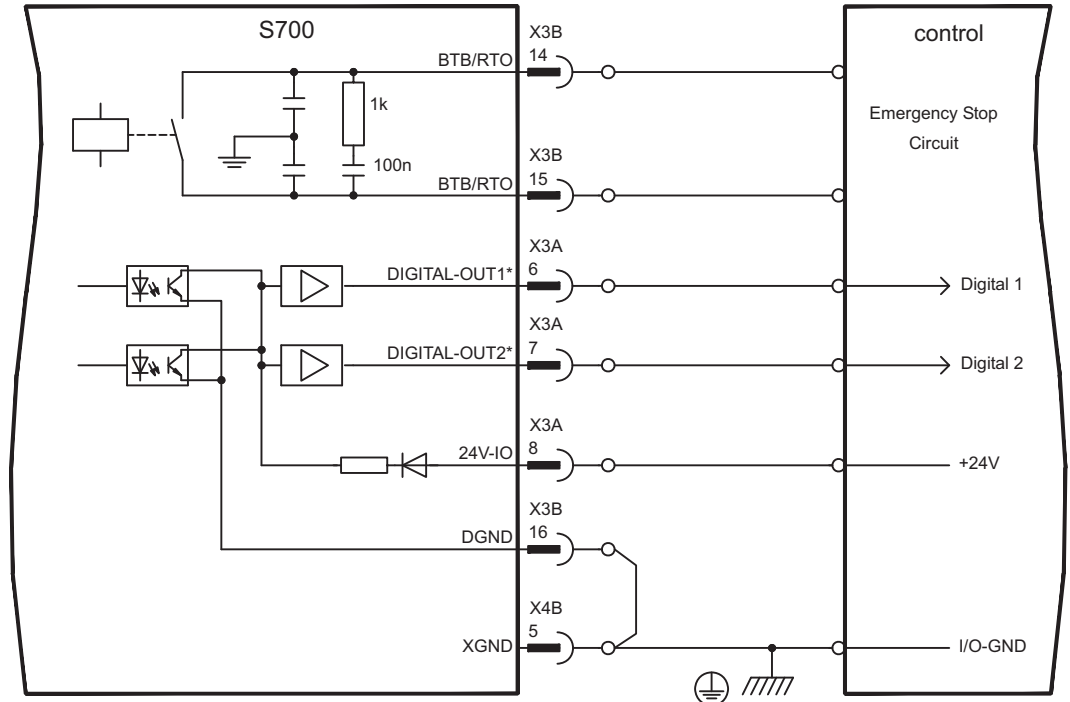 S700
control
X3B
BTB/RTO 14
1k
Emergency Stop
Circuit
100n
X3B
BTB/RTO 15
X3A
DIGITAL-OUT1* 6
Digital 1
X3A
DIGITAL-OUT2* 7
Digital 2
X3A
24V-IO 8
+24V
X3B
DGND 16
X4B
XGND 5
I/O-GND